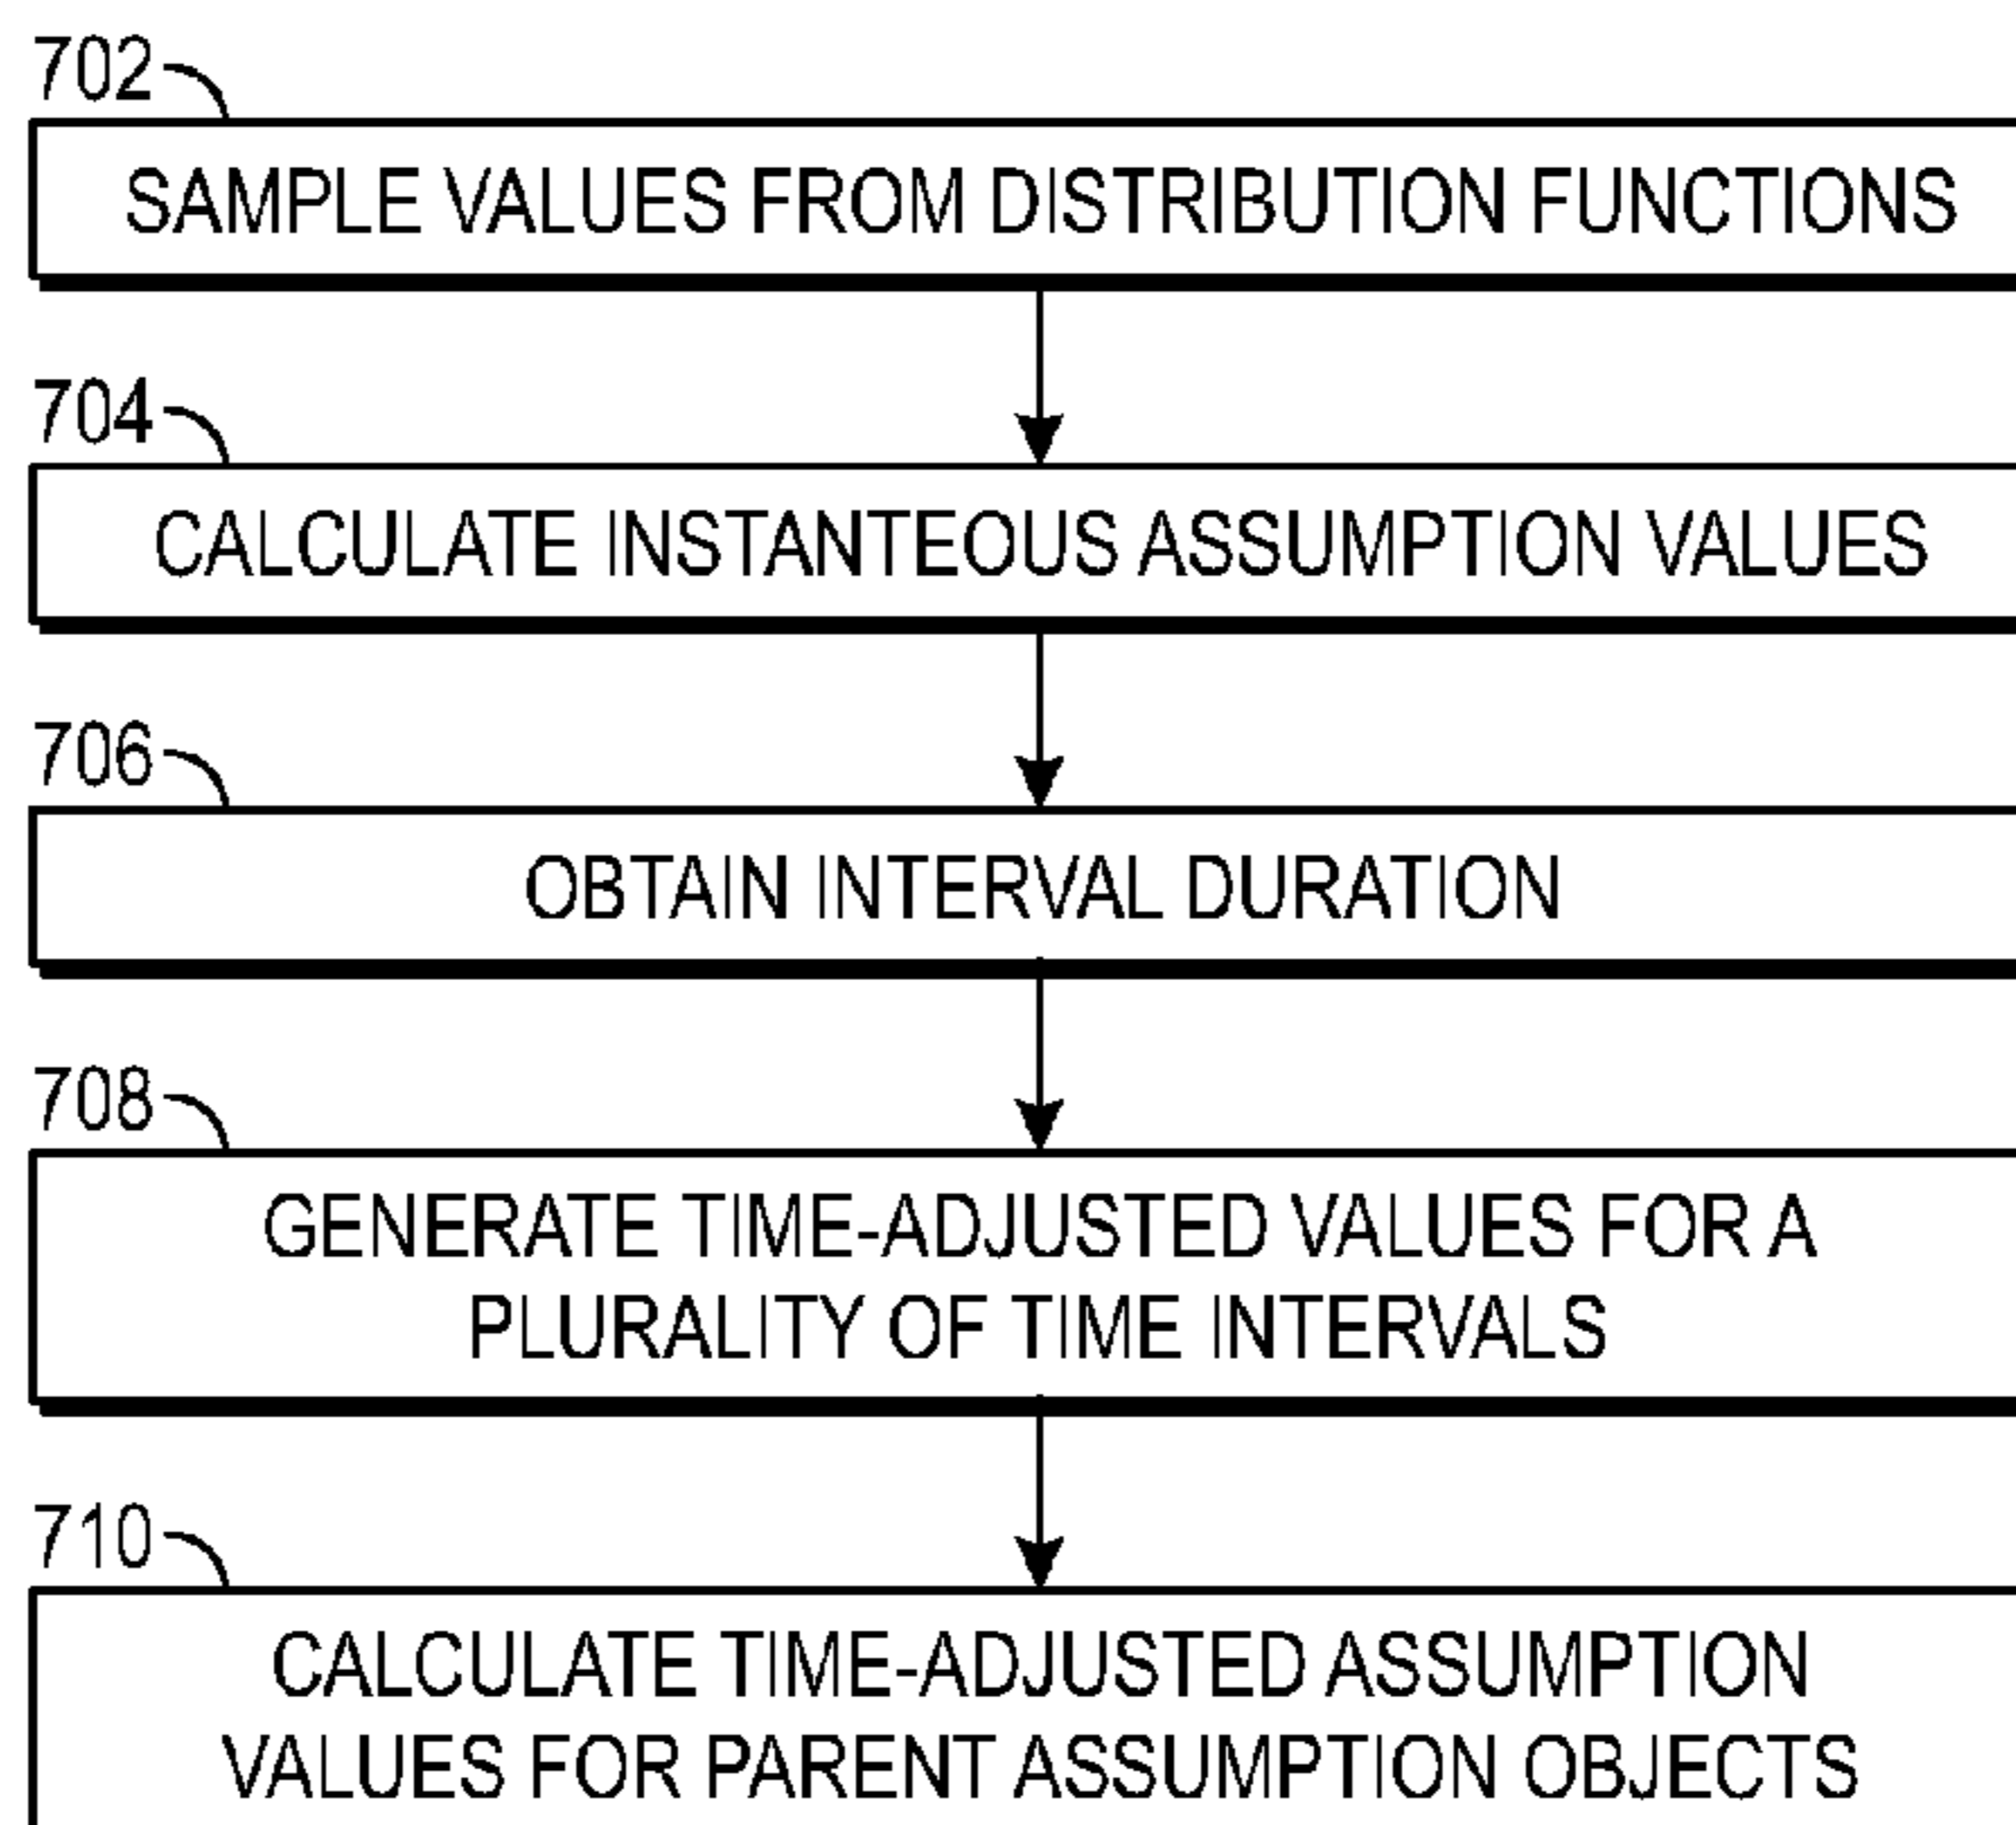 702
SAMPLE VALUES FROM DISTRIBUTION FUNCTIONS
704
CALCULATE INSTANTEOUS ASSUMPTION VALUES
706
OBTAIN INTERVAL DURATION
708
GENERATE TIME-ADJUSTED VALUES FOR A
PLURALITY OF TIME INTERVALS
710
CALCULATE TIME-ADJUSTED ASSUMPTION
VALUES FOR PARENT ASSUMPTION OBJECTS